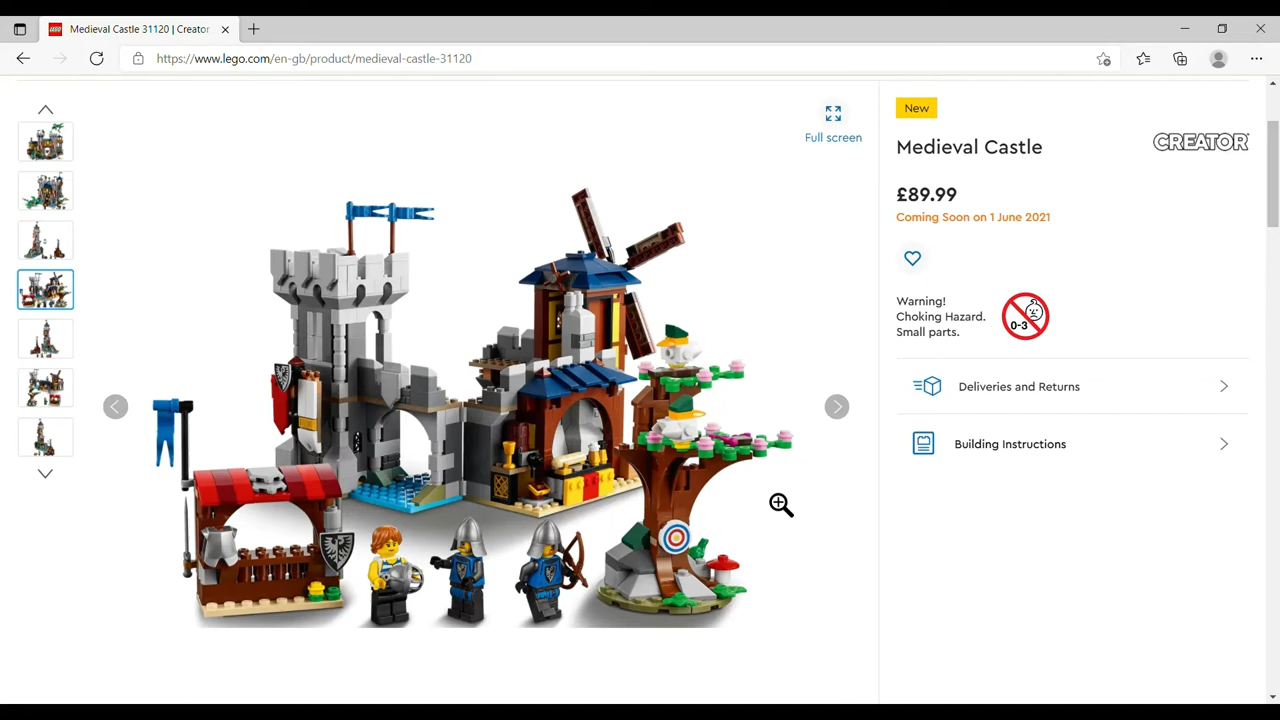 Medieval Castle 31120 | Creator
https://www.lego.com/en-gb/product/medieval-castle-31120
Full screen
New
Medieval Castle
CREATOR
£89.99
Coming Soon on 1 June 2021
Warning!
Choking Hazard.
Small parts.
0-3
Deliveries and Returns
Building Instructions